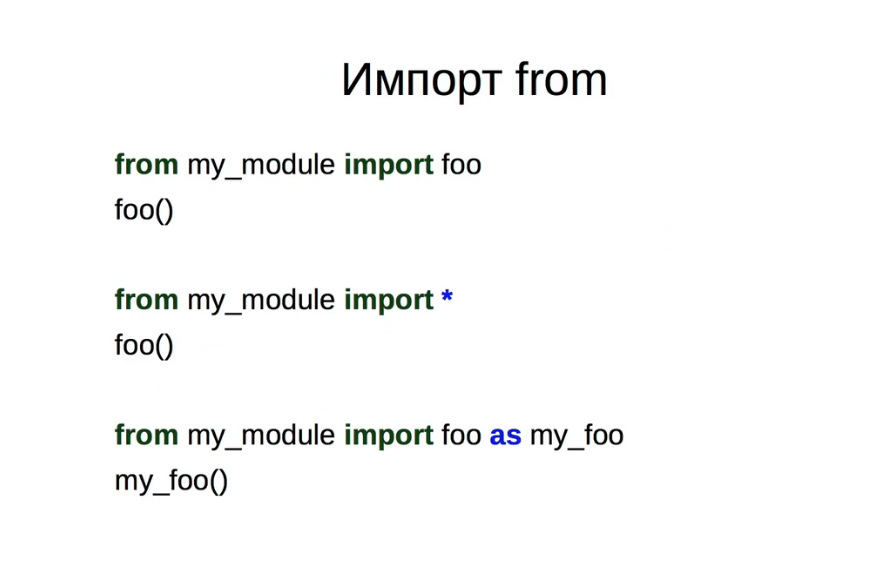 Импорт from
from my_module import foo
foo()
from my_module import *
foo()
from my_module import foo as my_foo
my_foo()